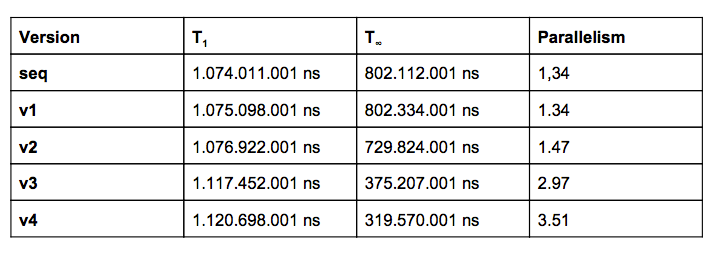 Version T₁ T∞ Parallelism
seq 1.074.011.001 ns 802.112.001 ns 1,34
v1 1.075.098.001 ns 802.334.001 ns 1.34
v2 1.076.922.001 ns 729.824.001 ns 1.47
v3 1.117.452.001 ns 375.207.001 ns 2.97
v4 1.120.698.001 ns 319.570.001 ns 3.51